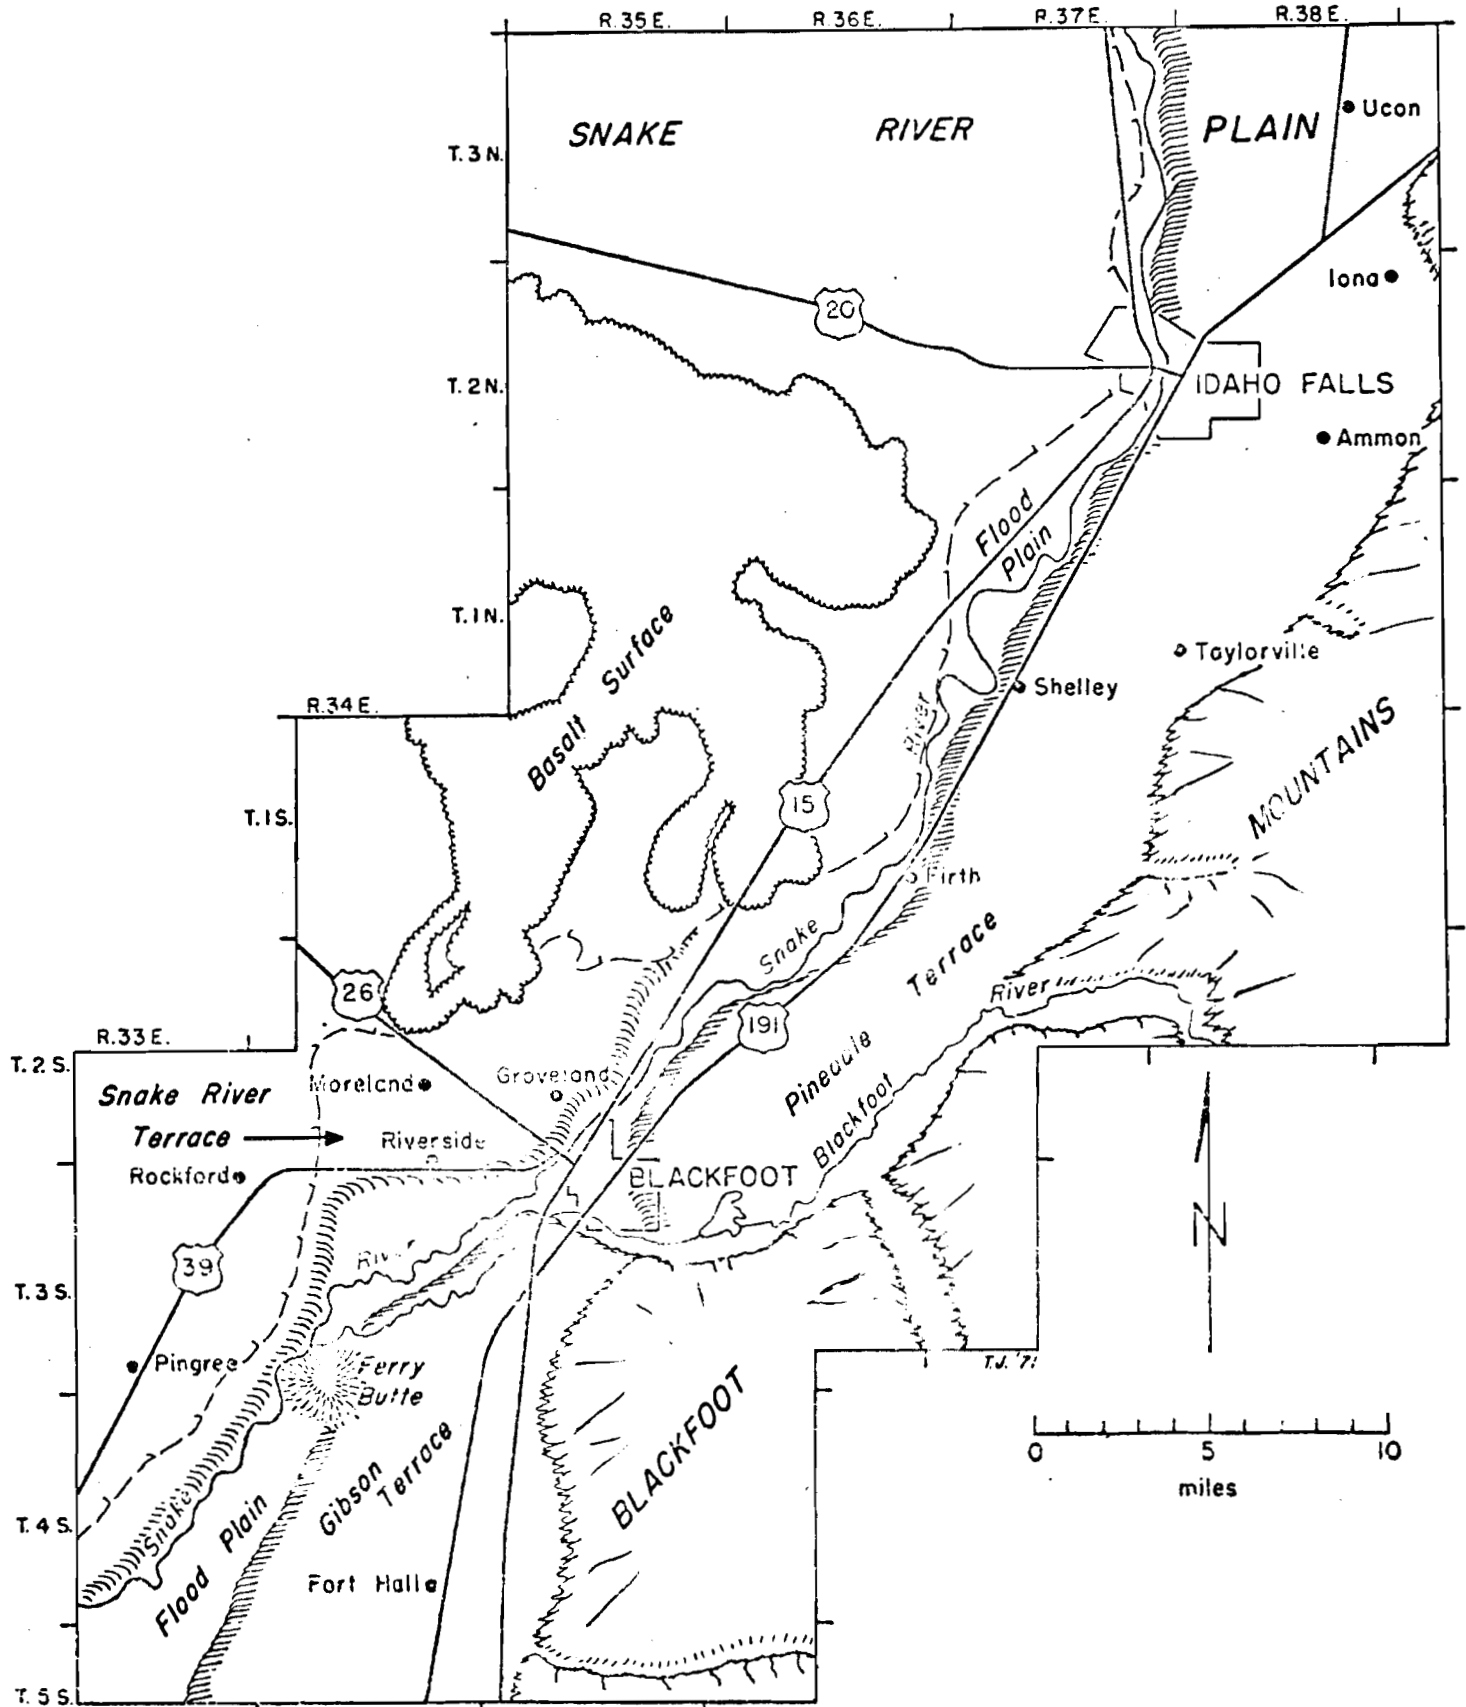 R.35E.
R.36E.
R.37E.
R.38E.
Ucon
SNAKE RIVER PLAIN
T.3N.
Iona
20
T.2N.
IDAHO FALLS
Ammon
Flood
Plain
T.1N.
Taylorville
Basalt Surface
Shelley
R.34E.
River
MOUNTAINS
15
T.1S.
Firth
Snake
Terrace
26
River
191
R.33E.
T.2S.
Pinedale
Moreland
Groveland
Snake River
Terrace
Blackfoot
Riverside
Rockford
BLACKFOOT
N
River
39
T.3S.
T.J. '71
Pingree
Ferry
Butte
BLACKFOOT
0 5 10
miles
Gibson
Terrace
Snake
T.4S.
Flood Plain
Fort Hall
T.5S.